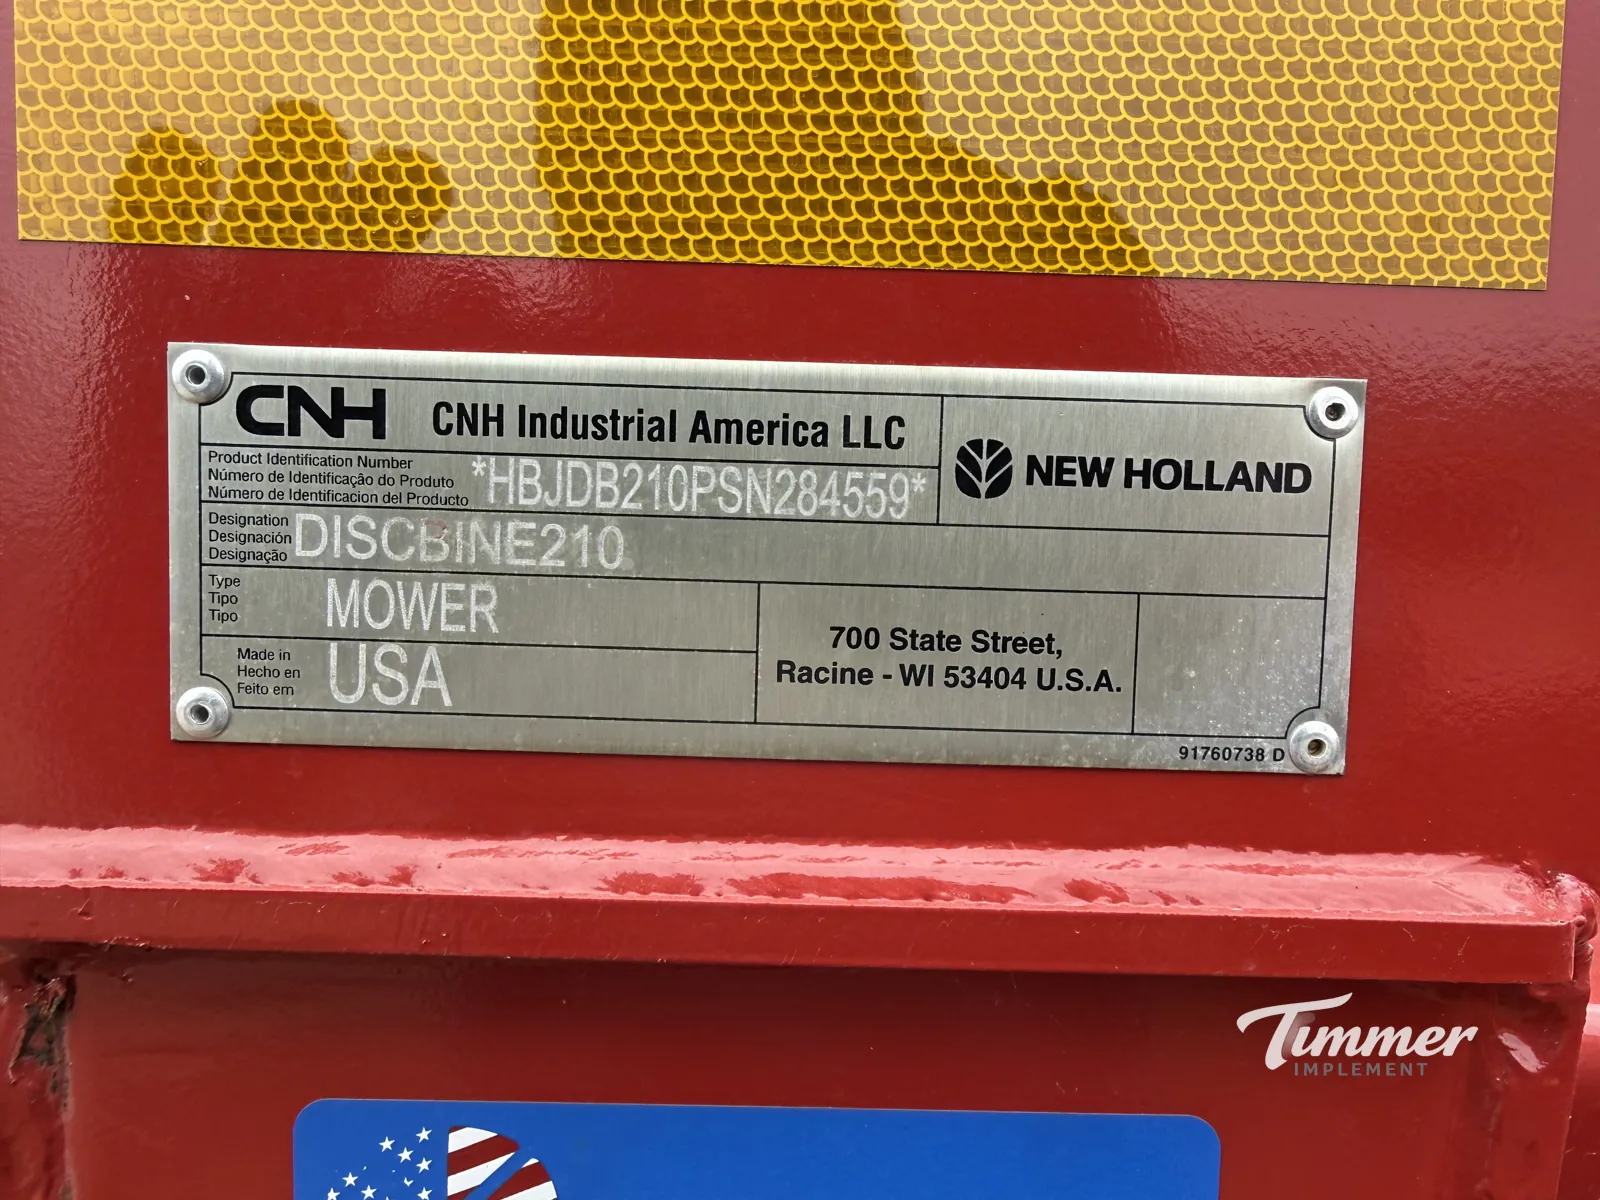 CNH CNH Industrial America LLC
Product Identification Number
Número de Identificação do Produto
Número de Identificacion del Producto
*HBJDB210PSN284559*
NEW HOLLAND
Designation
Designación
Designação
DISCBINE210
Type
Tipo
Tipo
MOWER
Made in
Hecho en
Feito em
USA
700 State Street,
Racine - WI 53404 U.S.A.
91760738 D
Timmer
IMPLEMENT